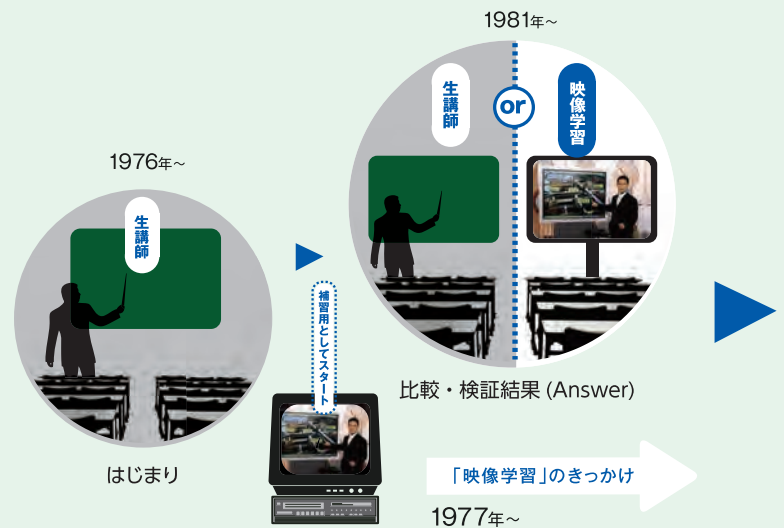 1976年~
生講師
はじまり
補習用としてスタート
1981年~
生講師
or
映像学習
比較・検証結果 (Answer)
「映像学習」のきっかけ
1977年~